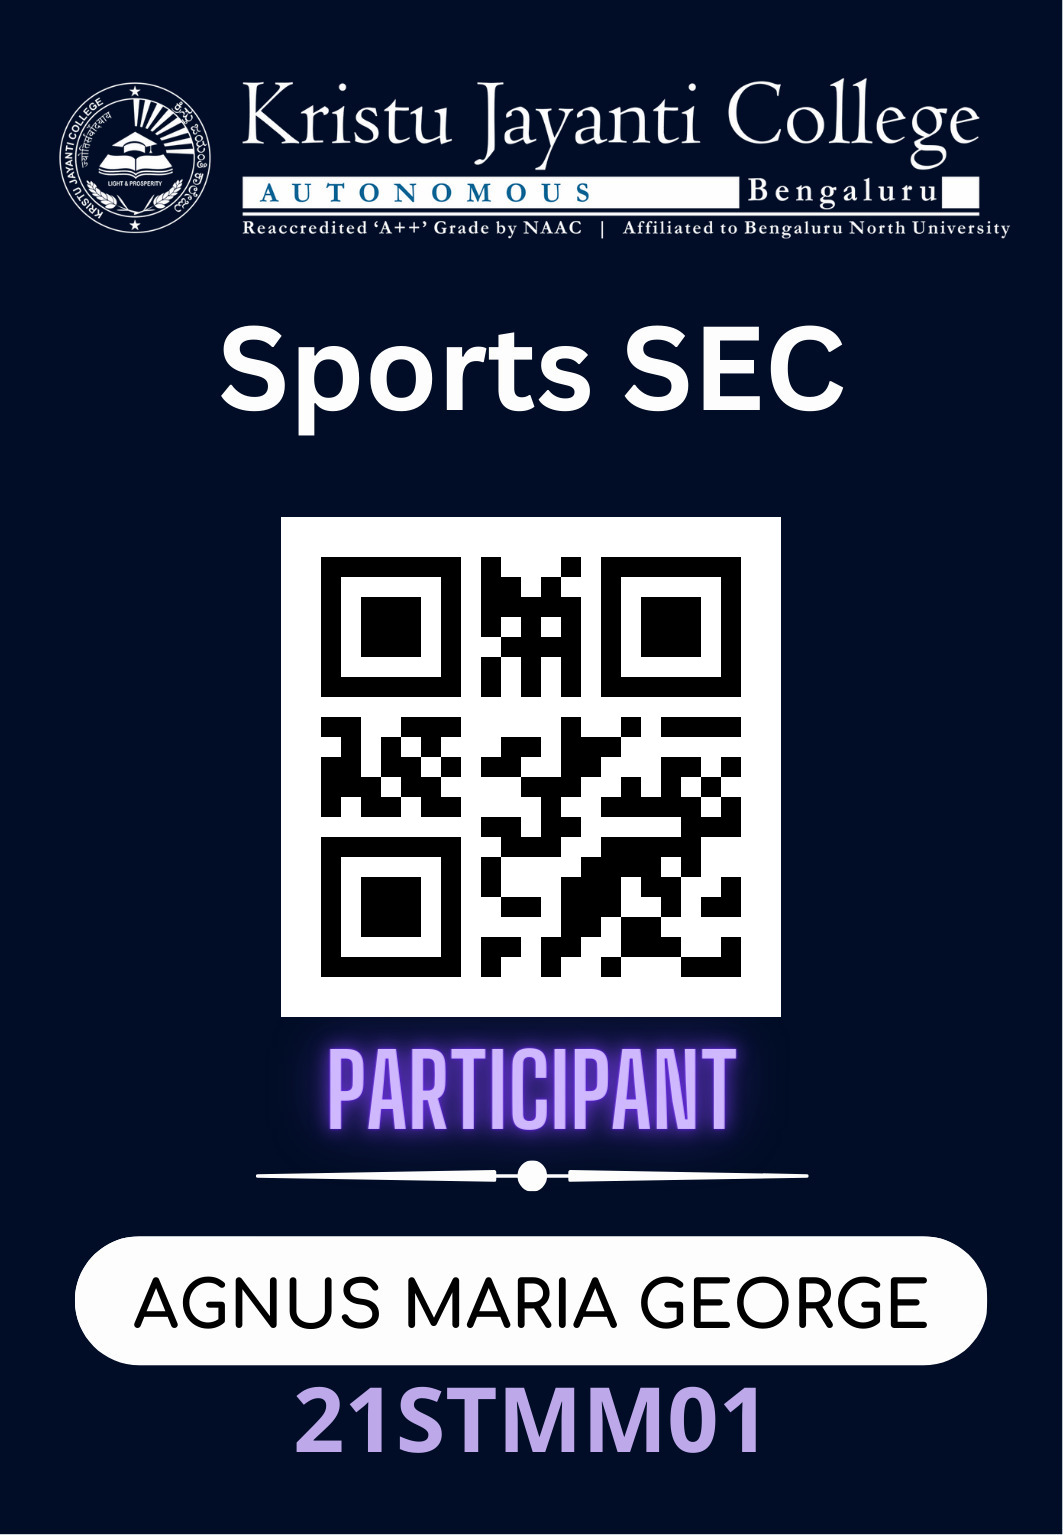 KRISTU JAYANTI COLLEGE
ಕ್ರಿಸ್ತು ಜಯಂತಿ ಕಾಲೇಜು
LIGHT & PROSPERITY
Kristu Jayanti College
AUTONOMOUS Bengaluru
Reaccredited ‘A++’ Grade by NAAC | Affiliated to Bengaluru North University
Sports SEC
PARTICIPANT
AGNUS MARIA GEORGE
21STMM01